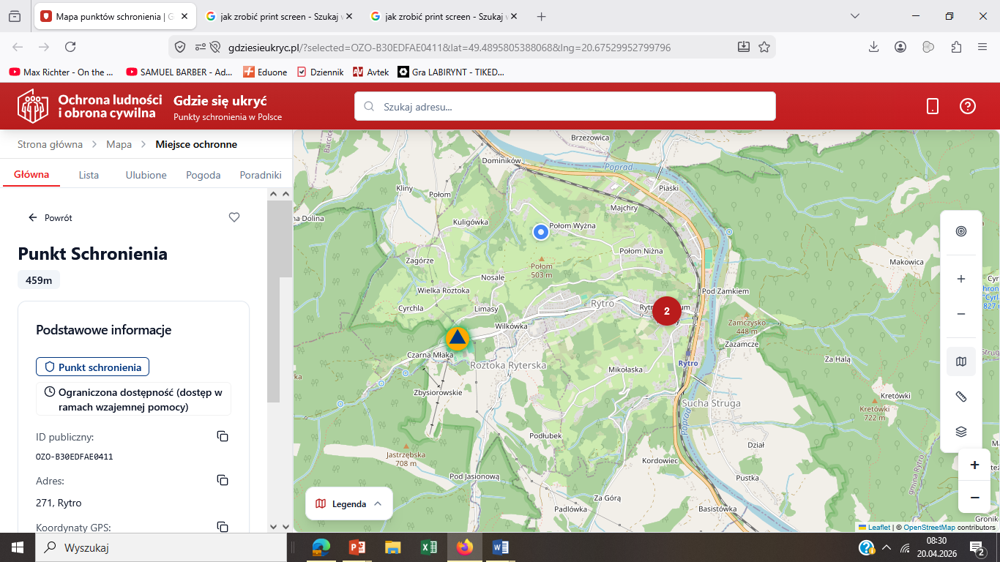 Mapa punktów schronienia | G
jak zrobić print screen - Szukaj w
jak zrobić print screen - Szukaj w
gdziesieukryc.pl/?selected=OZO-B30EDFAE0411&lat=49.4895805388068&lng=20.67529952799796
Max Richter - On the ...
SAMUEL BARBER - Ad...
Eduone
Dziennik
Avtek
Gra LABIRYNT - TIKED...
Ochrona ludności
i obrona cywilna
Gdzie się ukryć
Punkty schronienia w Polsce
Szukaj adresu...
Strona główna
Mapa
Miejsce ochronne
Główna
Lista
Ulubione
Pogoda
Poradniki
Powrót
Punkt Schronienia
459m
Podstawowe informacje
Punkt schronienia
Ograniczona dostępność (dostęp w
ramach wzajemnej pomocy)
ID publiczny:
OZO-B30EDFAE0411
Adres:
271, Rytro
Koordynaty GPS:
Brzezowica
Barcice
Dominików
Poprad
Piaski
Kliny
Połom
Majchry
na Dolina
Kuligówka
Połom Wyżna
Połom Niżna
Zagórze
Połom
503 m
Makowica
Nosale
Wielka Roztoka
Pod Zamkiem
Cyrchla
Limasy
Rytro
2
Wilkówka
Zamczysko
448 m
Zazamcze
Czarna Młaka
Roztoka Ryterska
Rytro
Za Halą
Mikołaska
Zbysiorowskie
Sucha Struga
Kretówki
Kretówki
722 m
Poprad
Podłubek
Dział
Jastrzębska
708 m
Kordowiec
Pod Jasionową
Pustka
gmina Rytro
Za Górą
Padlówka
Basistówka
Gronik
Legenda
Leaflet | © OpenStreetMap contributors
Wyszukaj
08:30
20.04.2026
2